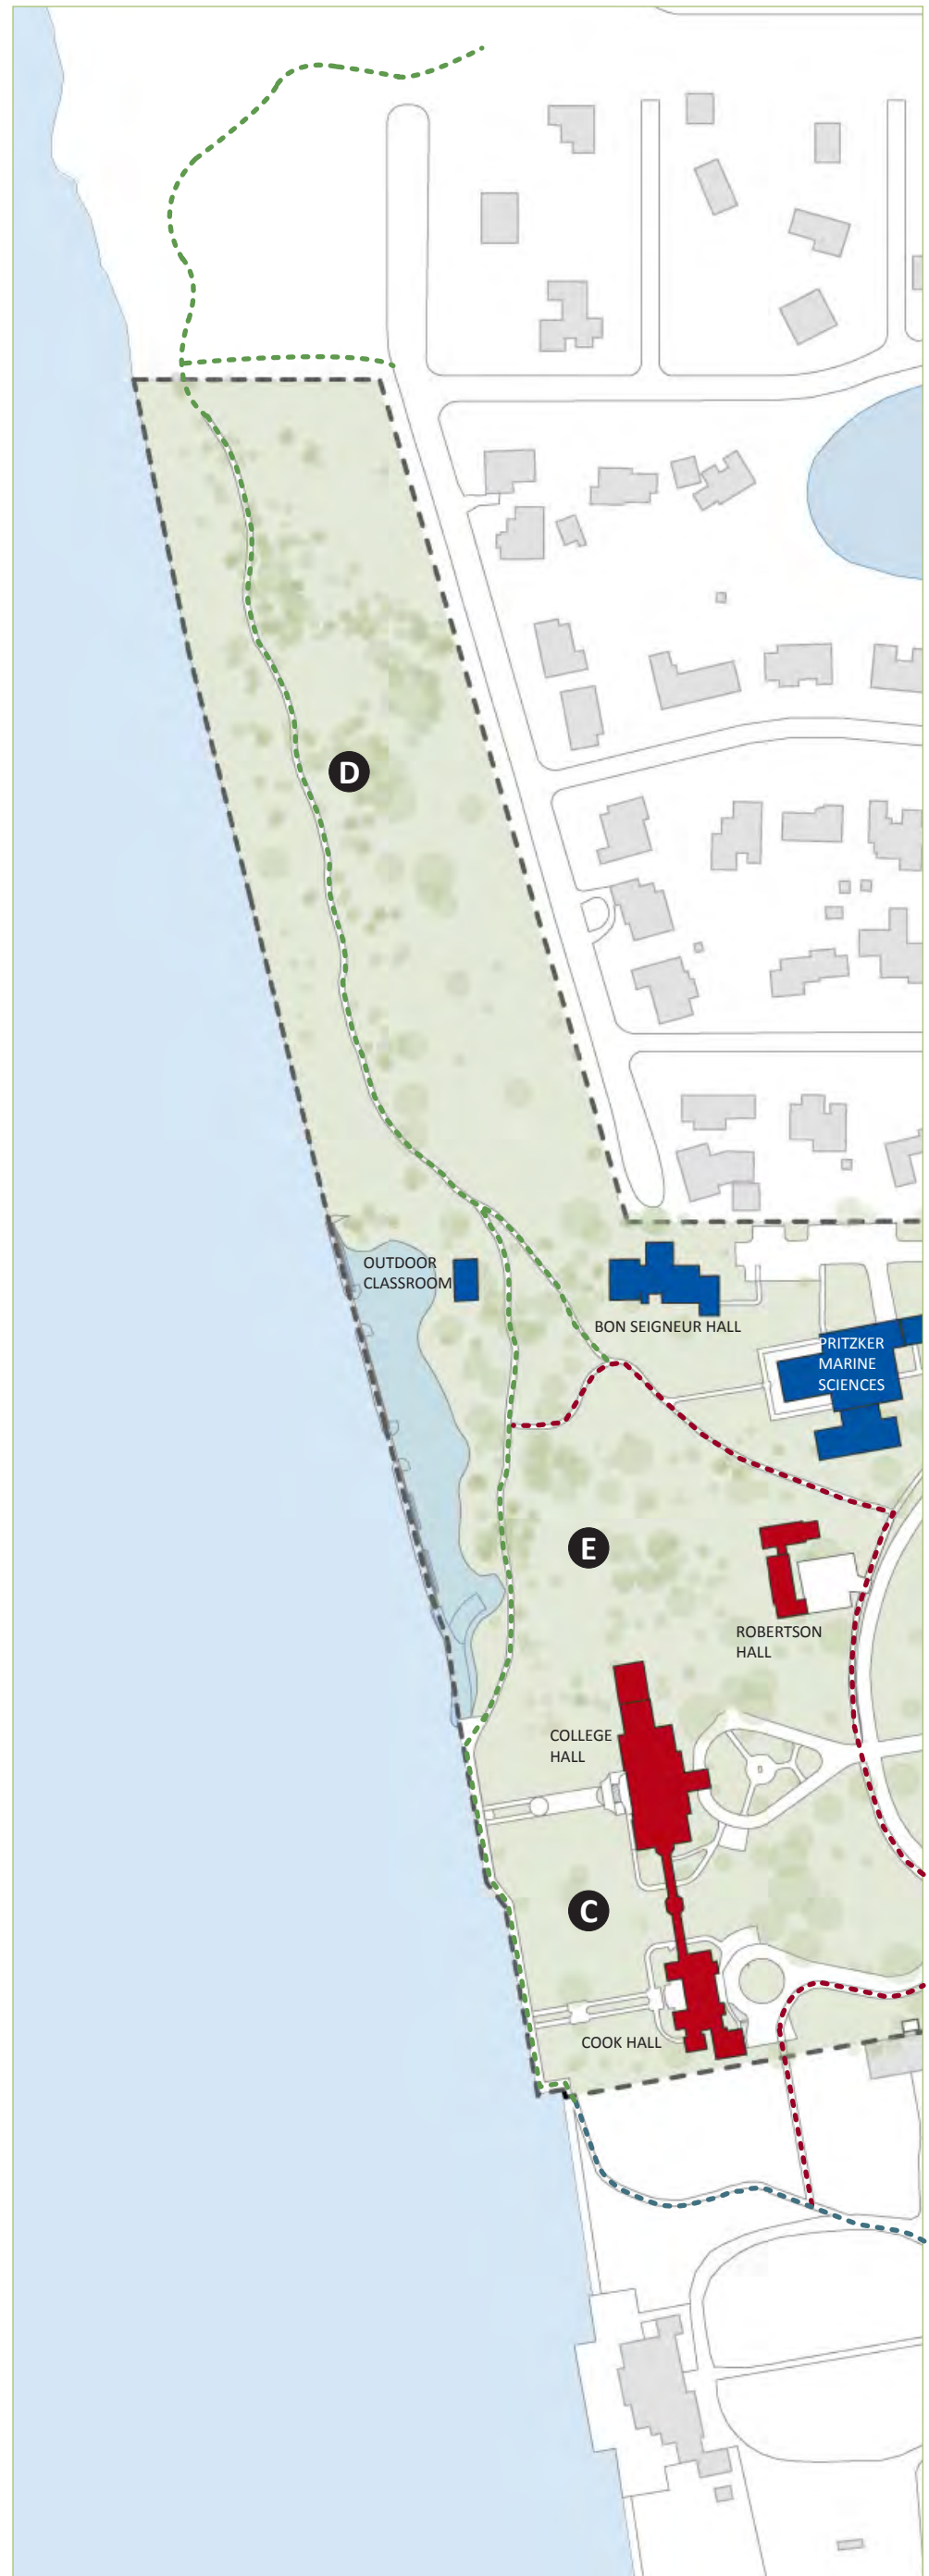 D
OUTDOOR
CLASSROOM
BON SEIGNEUR HALL
PRITZKER
MARINE
SCIENCES
E
ROBERTSON
HALL
COLLEGE
HALL
C
COOK HALL